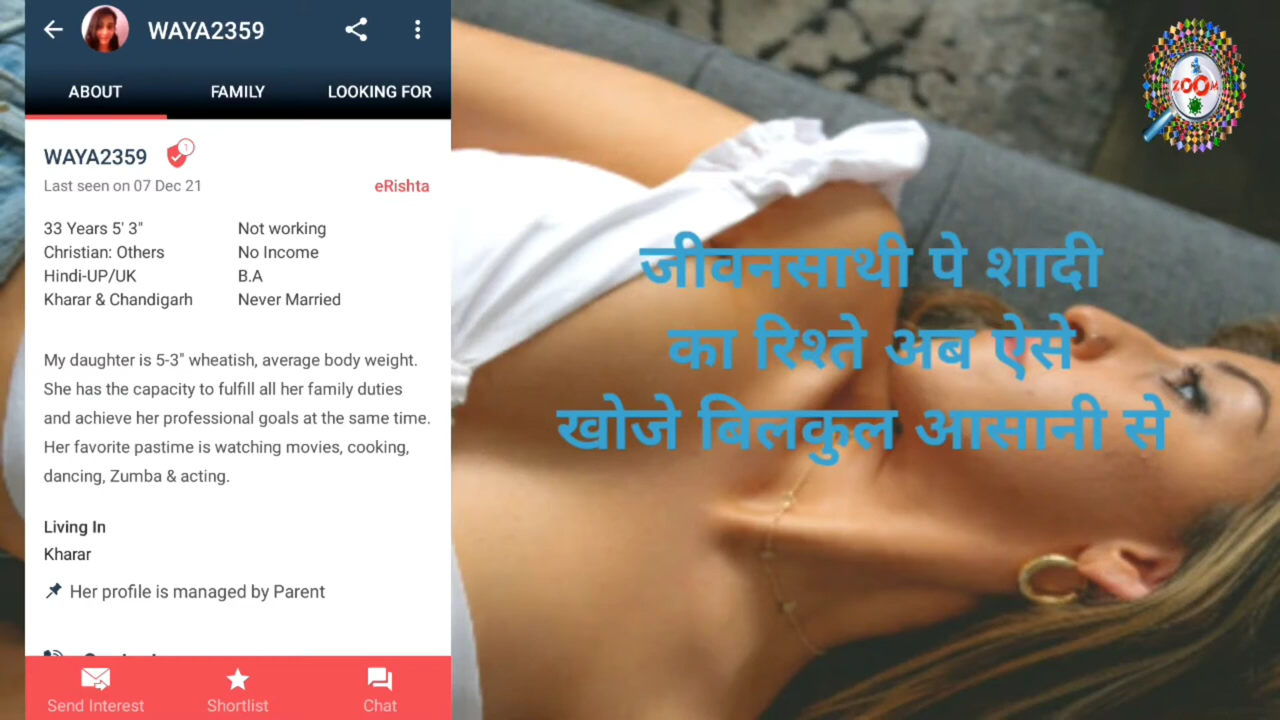 WAYA2359
ABOUT FAMILY LOOKING FOR
WAYA2359 1
Last seen on 07 Dec 21 eRishta
33 Years 5' 3" Not working
Christian: Others No Income
Hindi-UP/UK B.A
Kharar & Chandigarh Never Married
My daughter is 5-3" wheatish, average body weight.
She has the capacity to fulfill all her family duties
and achieve her professional goals at the same time.
Her favorite pastime is watching movies, cooking,
dancing, Zumba & acting.
Living In
Kharar
Her profile is managed by Parent
Send Interest Shortlist Chat
जीवनसाथी पे शादी
का रिश्ते अब ऐसे
खोजे बिलकुल आसानी से
ZOOM